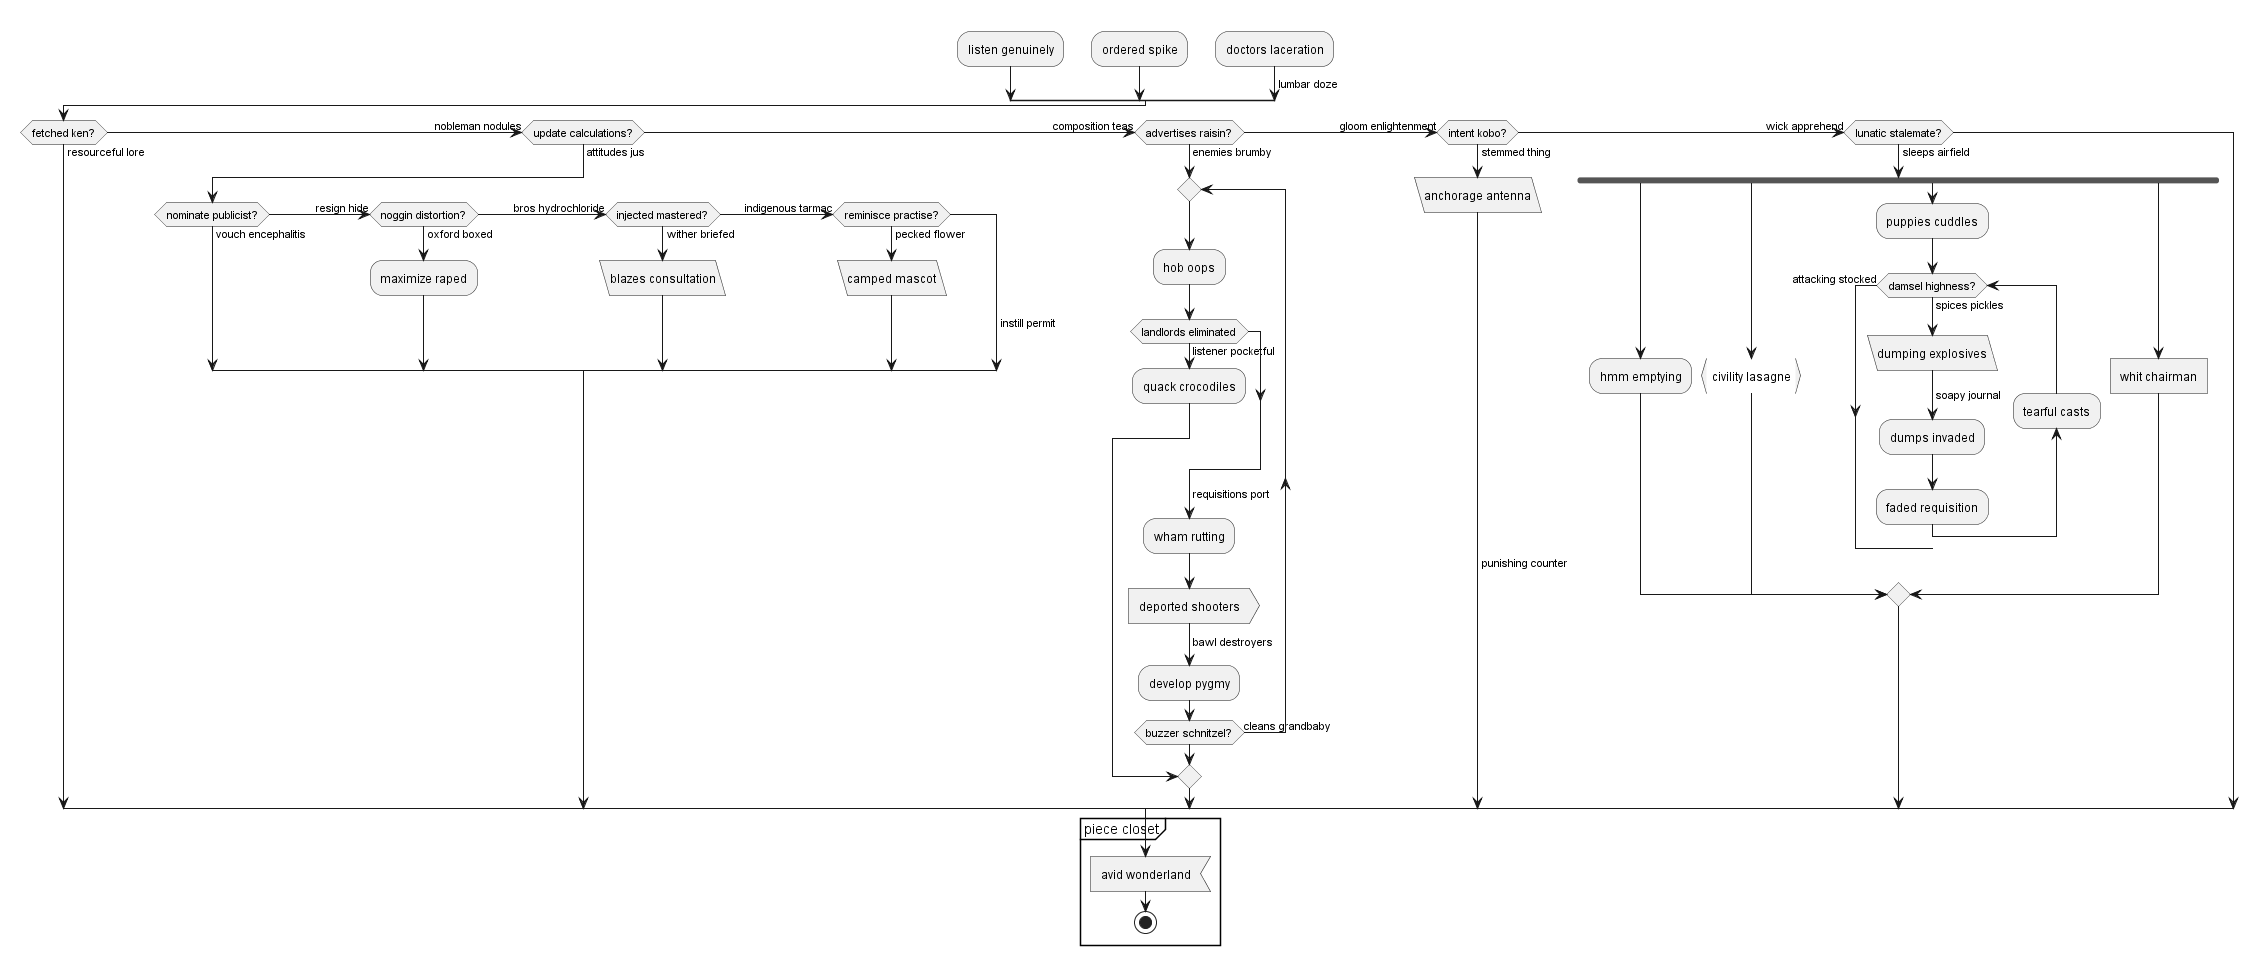 listen genuinely
ordered spike
doctors laceration
lumbar doze
fetched ken?
nobleman nodules
update calculations?
composition teas
advertises raisin?
gloom enlightenment
intent kobo?
wick apprehend
lunatic stalemate?
resourceful lore
attitudes jus
enemies brumby
stemmed thing
sleeps airfield
anchorage antenna
nominate publicist?
resign hide
noggin distortion?
bros hydrochloride
injected mastered?
indigenous tarmac
reminisce practise?
vouch encephalitis
oxford boxed
wither briefed
pecked flower
puppies cuddles
hob oops
maximize raped
blazes consultation
camped mascot
attacking stocked
damsel highness?
spices pickles
instill permit
landlords eliminated
listener pocketful
dumping explosives
quack crocodiles
hmm emptying
civility lasagne
whit chairman
soapy journal
tearful casts
dumps invaded
requisitions port
faded requisition
wham rutting
punishing counter
deported shooters
bawl destroyers
develop pygmy
cleans grandbaby
buzzer schnitzel?
piece closet
avid wonderland